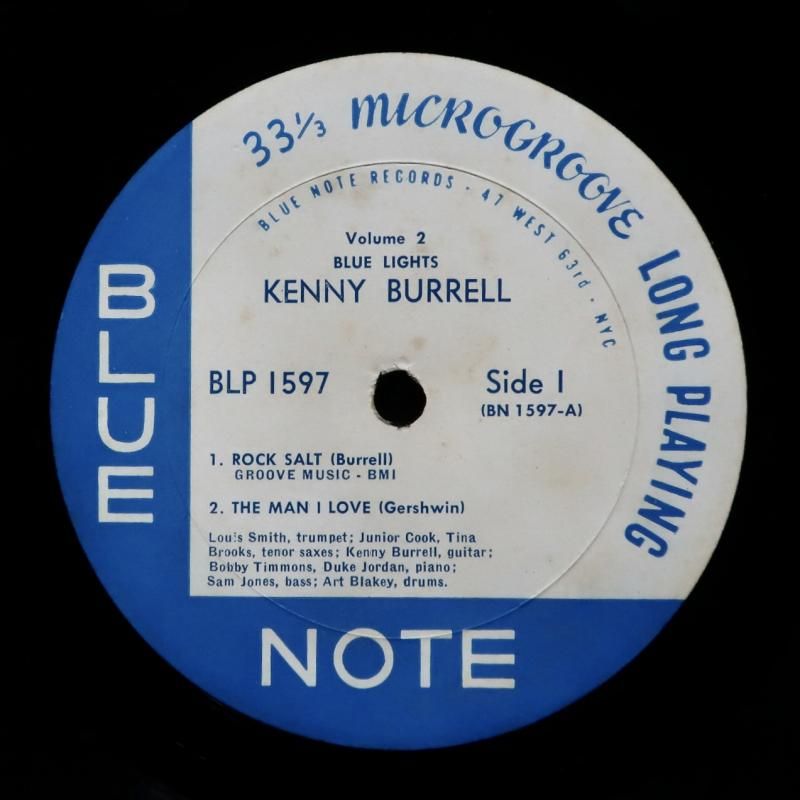 33⅓ MICROGROOVE LONG PLAYING
BLUE NOTE RECORDS · 47 WEST 63rd · NYC
Volume 2
BLUE LIGHTS
KENNY BURRELL
BLP 1597
Side 1
(BN 1597-A)
1. ROCK SALT (Burrell)
GROOVE MUSIC - BMI
2. THE MAN I LOVE (Gershwin)
Louis Smith, trumpet; Junior Cook, Tina
Brooks, tenor saxes; Kenny Burrell, guitar;
Bobby Timmons, Duke Jordan, piano;
Sam Jones, bass; Art Blakey, drums.
BLUE
NOTE